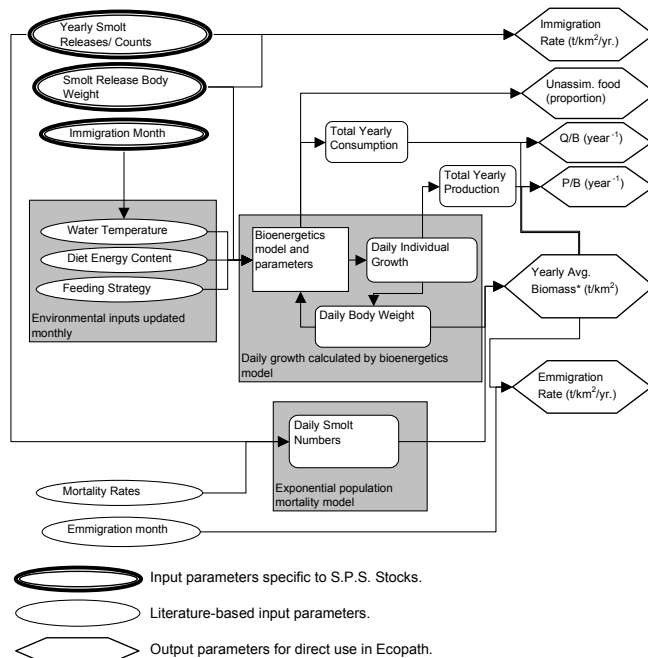 Yearly Smolt
Releases/ Counts
Immigration
Rate (t/km²/yr.)
Smolt Release Body
Weight
Unassim. food
(proportion)
Immigration Month
Total Yearly
Consumption
Q/B (year⁻¹)
Total Yearly
Production
P/B (year⁻¹)
Water Temperature
Diet Energy Content
Feeding Strategy
Environmental inputs updated
monthly
Bioenergetics
model and
parameters
Daily Individual
Growth
Daily Body Weight
Daily growth calculated by bioenergetics
model
Yearly Avg.
Biomass* (t/km²)
Emmigration
Rate (t/km²/yr.)
Daily Smolt
Numbers
Exponential population
mortality model
Mortality Rates
Emmigration month
Input parameters specific to S.P.S. Stocks.
Literature-based input parameters.
Output parameters for direct use in Ecopath.